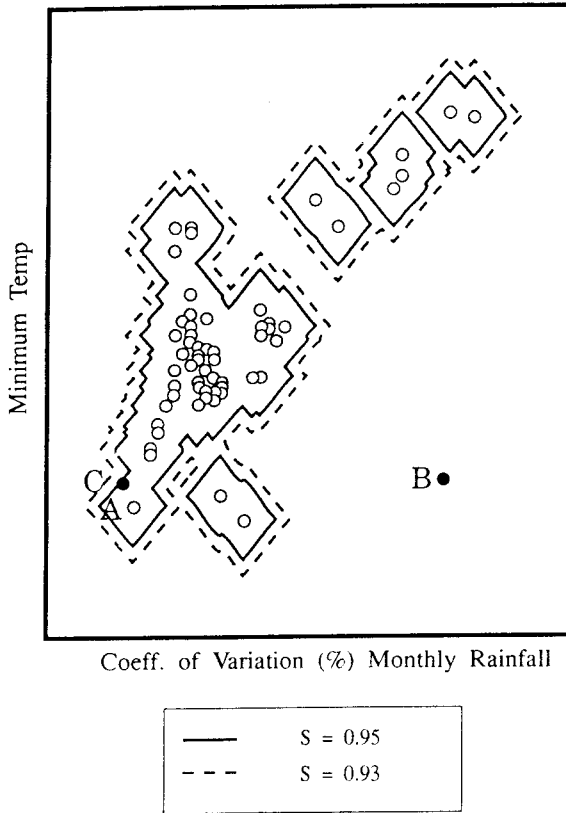 Minimum Temp
C
A
B
Coeff. of Variation (%) Monthly Rainfall
S = 0.95
S = 0.93